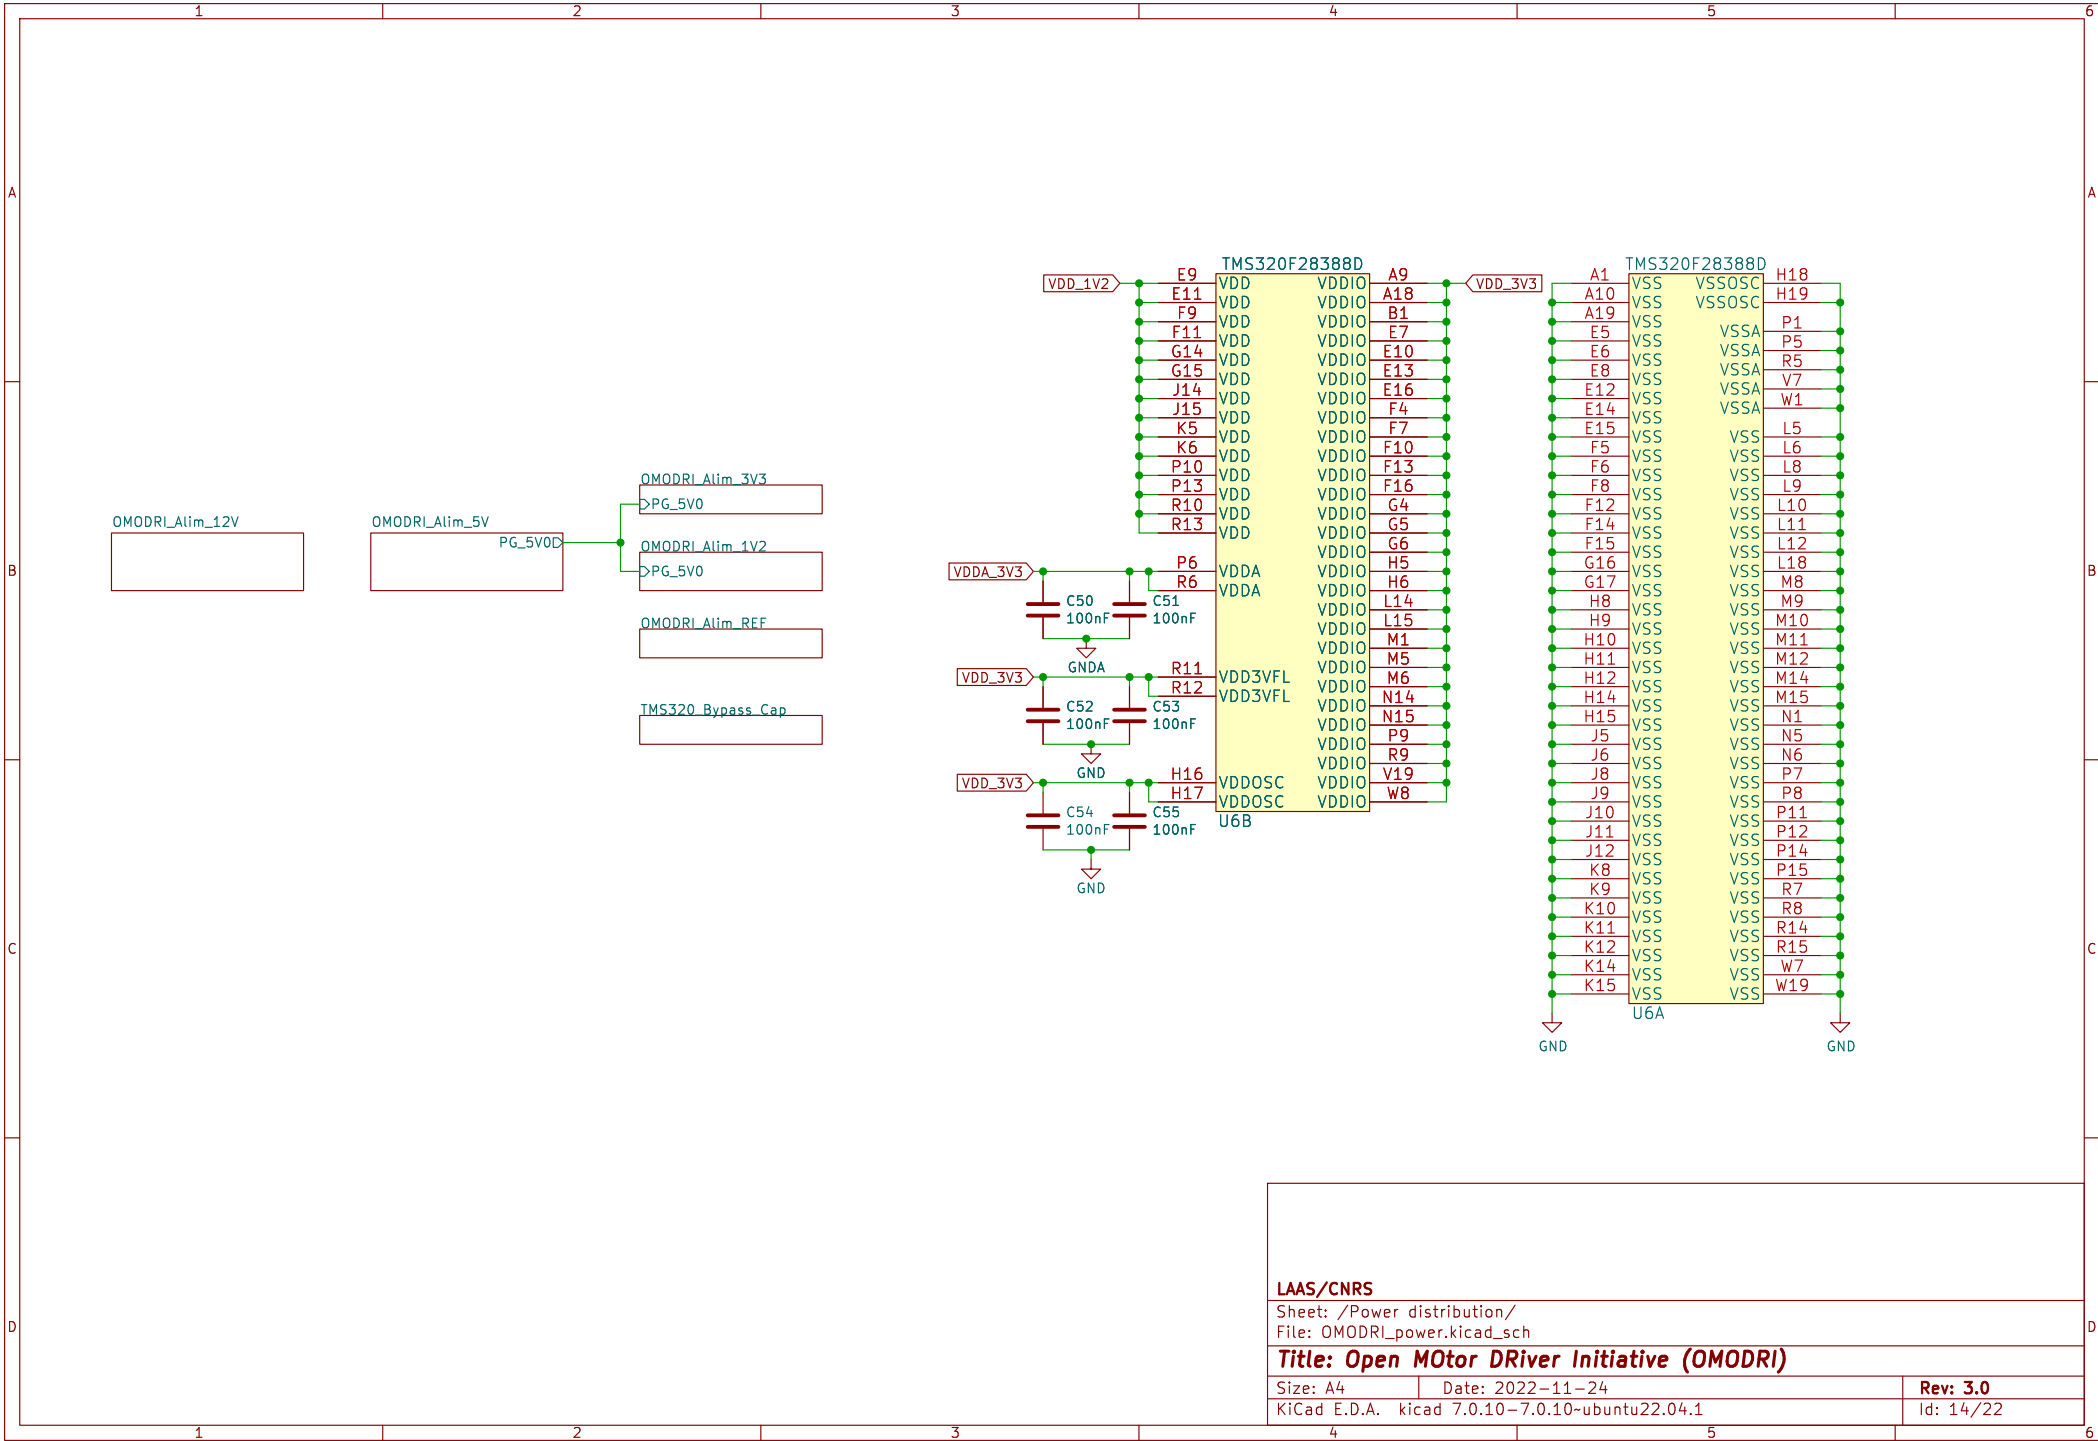 1 2 3 4 5 6
A A
B B
C C
D D
OMODRI_Alim_12V
OMODRI_Alim_5V
PG_5V0
OMODRI_Alim_3V3
PG_5V0
OMODRI_Alim_1V2
PG_5V0
OMODRI_Alim_REF
TMS320_Bypass_Cap
TMS320F28388D
VDD_1V2 E9 VDD VDDIO A9 VDD_3V3
E11 VDD VDDIO A18
F9 VDD VDDIO B1
F11 VDD VDDIO E7
G14 VDD VDDIO E10
G15 VDD VDDIO E13
J14 VDD VDDIO E16
J15 VDD VDDIO F4
K5 VDD VDDIO F7
K6 VDD VDDIO F10
P10 VDD VDDIO F13
P13 VDD VDDIO F16
R10 VDD VDDIO G4
R13 VDD VDDIO G5
VDDIO G6
VDDA_3V3 P6 VDDA VDDIO H5
R6 VDDA VDDIO H6
C50 C51 VDDIO L14
100nF 100nF VDDIO L15
VDDIO M1
GNDA VDDIO M5
VDD_3V3 R11 VDD3VFL VDDIO M6
R12 VDD3VFL VDDIO N14
C52 C53 VDDIO N15
100nF 100nF VDDIO P9
GND VDDIO R9
VDD_3V3 H16 VDDOSC VDDIO V19
H17 VDDOSC VDDIO W8
C54 C55
100nF 100nF
U6B
GND
TMS320F28388D
A1 VSS VSSOSC H18
A10 VSS VSSOSC H19
A19 VSS VSSA P1
E5 VSS VSSA P5
E6 VSS VSSA R5
E8 VSS VSSA V7
E12 VSS VSSA W1
E14 VSS
E15 VSS VSS L5
F5 VSS VSS L6
F6 VSS VSS L8
F8 VSS VSS L9
F12 VSS VSS L10
F14 VSS VSS L11
F15 VSS VSS L12
G16 VSS VSS L18
G17 VSS VSS M8
H8 VSS VSS M9
H9 VSS VSS M10
H10 VSS VSS M11
H11 VSS VSS M12
H12 VSS VSS M14
H14 VSS VSS M15
H15 VSS VSS N1
J5 VSS VSS N5
J6 VSS VSS N6
J8 VSS VSS P7
J9 VSS VSS P8
J10 VSS VSS P11
J11 VSS VSS P12
J12 VSS VSS P14
K8 VSS VSS P15
K9 VSS VSS R7
K10 VSS VSS R8
K11 VSS VSS R14
K12 VSS VSS R15
K14 VSS VSS W7
K15 VSS VSS W19
U6A
GND GND
LAAS/CNRS
Sheet: /Power distribution/
File: OMODRI_power.kicad_sch
Title: Open MOtor DRiver Initiative (OMODRI)
Size: A4 Date: 2022-11-24 Rev: 3.0
KiCad E.D.A. kicad 7.0.10-7.0.10~ubuntu22.04.1 Id: 14/22
1 2 3 4 5 6